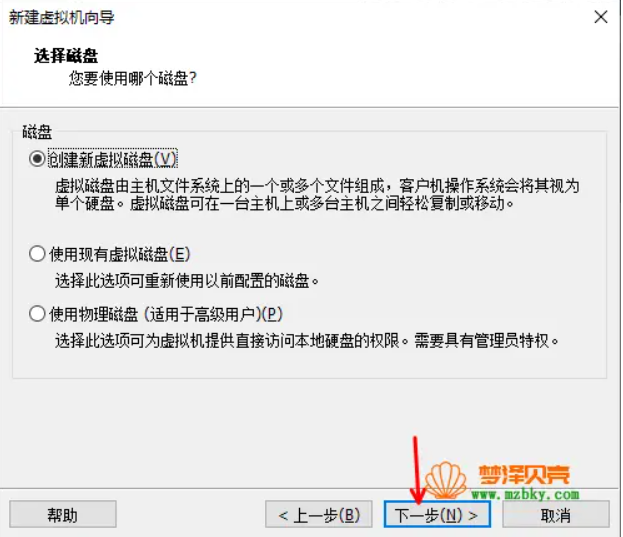 新建虚拟机向导
选择磁盘
您要使用哪个磁盘?
磁盘
创建新虚拟磁盘(V)
虚拟磁盘由主机文件系统上的一个或多个文件组成，客户机操作系统会将其视为
单个硬盘。虚拟磁盘可在一台主机上或多台主机之间轻松复制或移动。
使用现有虚拟磁盘(E)
选择此选项可重新使用以前配置的磁盘。
使用物理磁盘 (适用于高级用户)(P)
选择此选项可为虚拟机提供直接访问本地硬盘的权限。需要具有管理员特权。
梦泽贝壳
www.mzbky.com
帮助
< 上一步(B)
下一步(N) >
取消